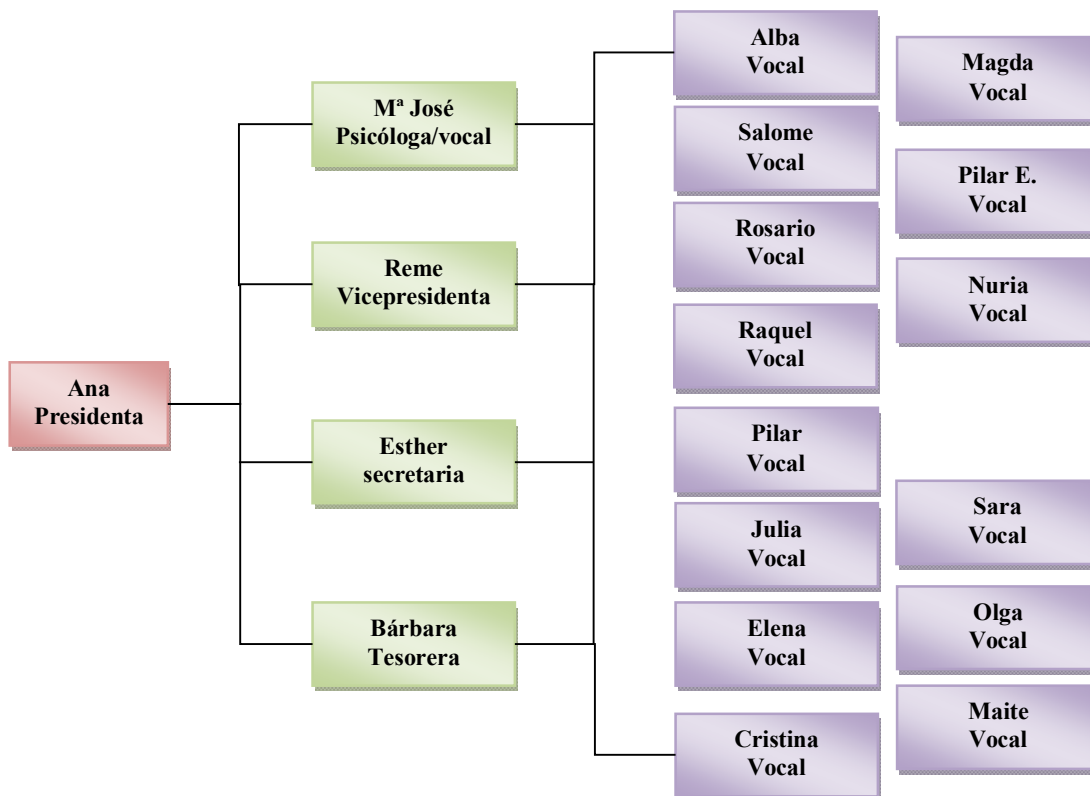 Ana
Presidenta
Mª José
Psicóloga/vocal
Reme
Vicepresidenta
Esther
secretaria
Bárbara
Tesorera
Alba
Vocal
Salome
Vocal
Rosario
Vocal
Raquel
Vocal
Pilar
Vocal
Julia
Vocal
Elena
Vocal
Cristina
Vocal
Magda
Vocal
Pilar E.
Vocal
Nuria
Vocal
Sara
Vocal
Olga
Vocal
Maite
Vocal